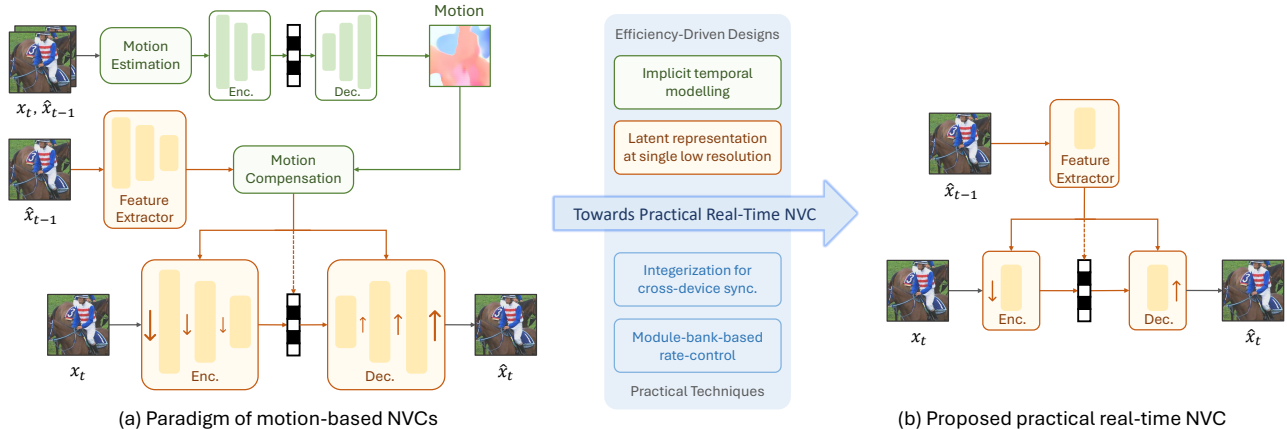 Motion
Estimation
Enc.
Dec.
Motion
x_t, x̂_{t-1}
x̂_{t-1}
Feature
Extractor
Motion
Compensation
x_t
Enc.
Dec.
x̂_t
(a) Paradigm of motion-based NVCs
Efficiency-Driven Designs
Implicit temporal
modelling
Latent representation
at single low resolution
Towards Practical Real-Time NVC
Integerization for
cross-device sync.
Module-bank-based
rate-control
Practical Techniques
x̂_{t-1}
Feature
Extractor
x_t
Enc.
Dec.
x̂_t
(b) Proposed practical real-time NVC